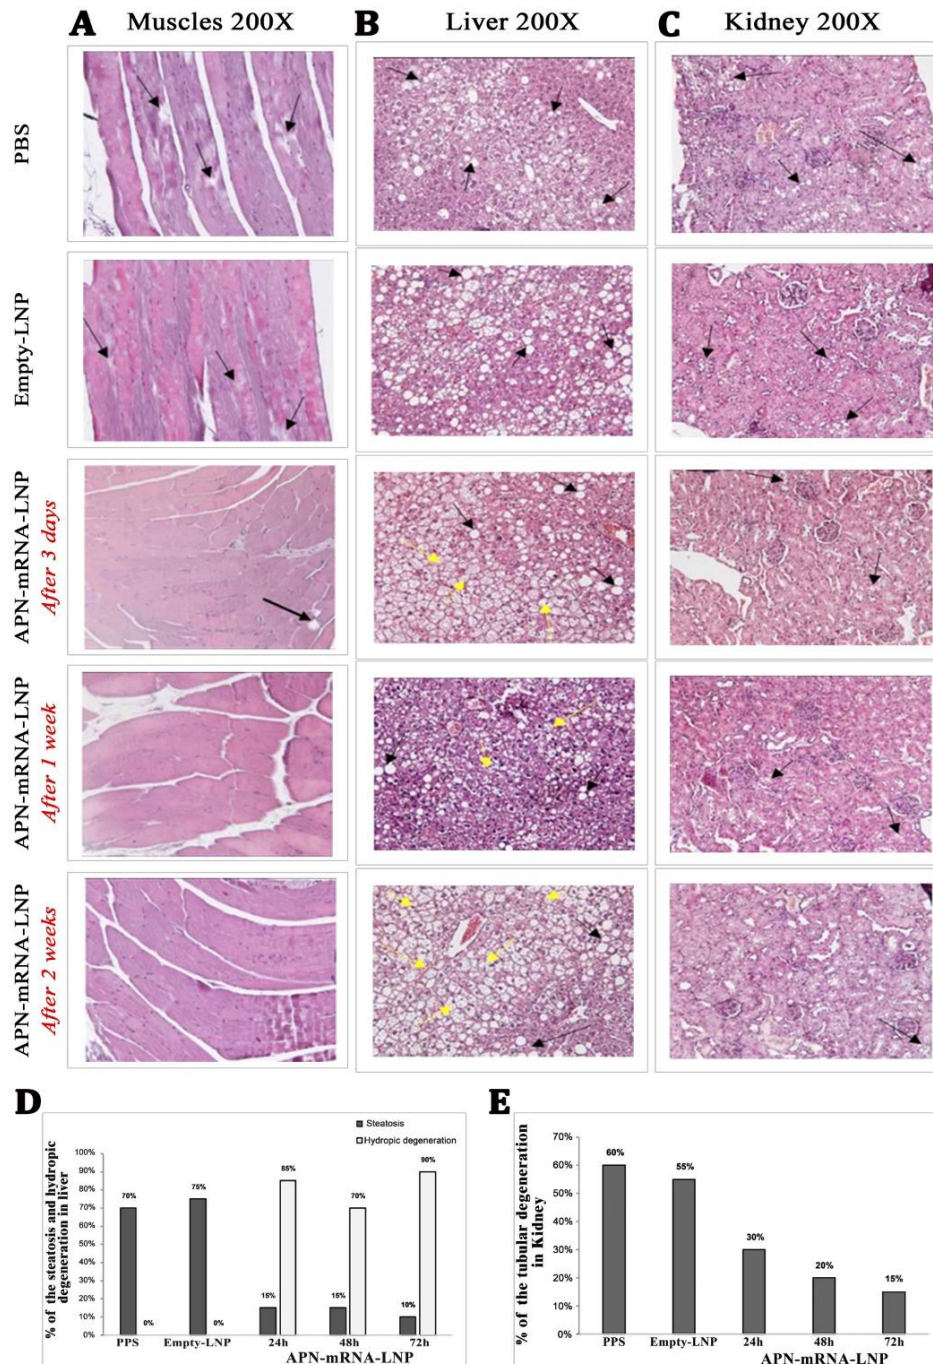 A Muscles 200X
B Liver 200X
C Kidney 200X
PBS
Empty-LNP
APN-mRNA-LNP
After 3 days
APN-mRNA-LNP
After 1 week
APN-mRNA-LNP
After 2 weeks
D
% of the steatosis and hydropic
degeneration in liver
Steatosis
Hydropic degeneration
100%
90%
80%
70%
60%
50%
40%
30%
20%
10%
0%
70%
0%
75%
0%
15%
85%
15%
70%
10%
90%
PPS
Empty-LNP
24h
48h
72h
APN-mRNA-LNP
E
% of the tubular degeneration
in Kidney
70%
60%
50%
40%
30%
20%
10%
0%
60%
55%
30%
20%
15%
PPS
Empty-LNP
24h
48h
72h
APN-mRNA-LNP